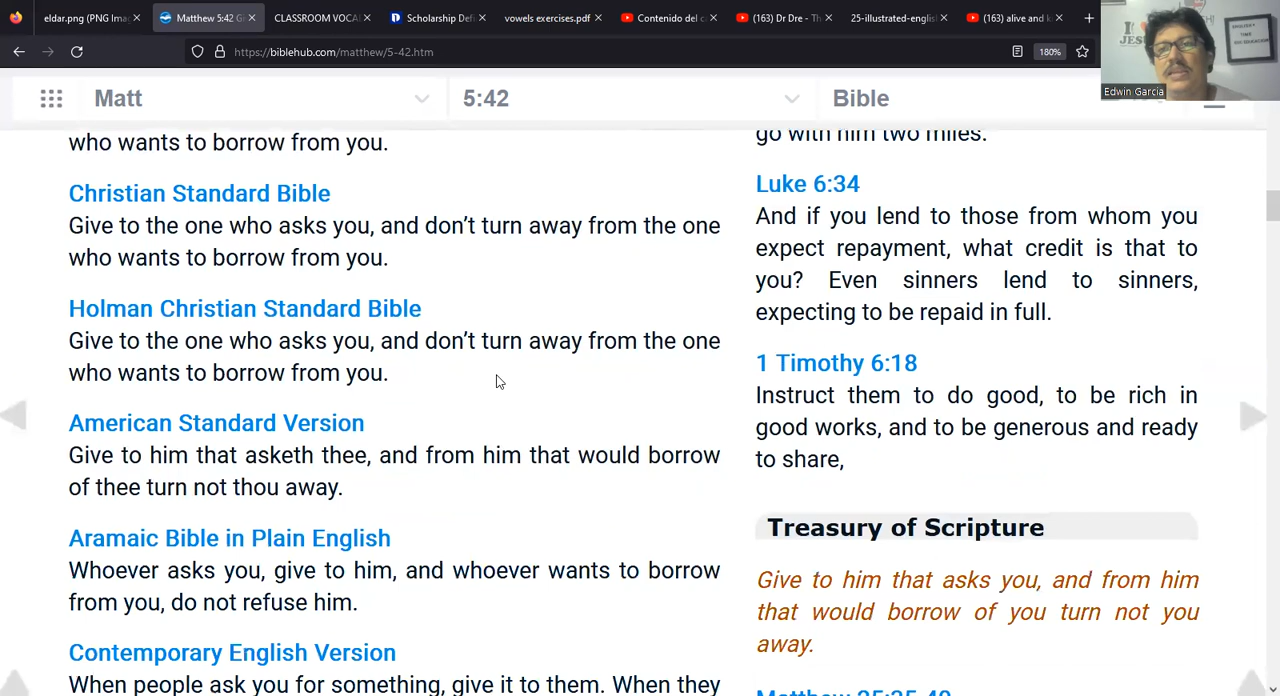 eldar.png (PNG Ima
Matthew 5:42 Gi
CLASSROOM VOCA
Scholarship Defi
vowels exercises.pdf
Contenido del c
(163) Dr Dre - Th
25-illustrated-englis
(163) alive and k
https://biblehub.com/matthew/5-42.htm
180%
Edwin Garcia
Matt
5:42
Bible
who wants to borrow from you.
Christian Standard Bible
Give to the one who asks you, and don’t turn away from the one
who wants to borrow from you.
Holman Christian Standard Bible
Give to the one who asks you, and don’t turn away from the one
who wants to borrow from you.
American Standard Version
Give to him that asketh thee, and from him that would borrow
of thee turn not thou away.
Aramaic Bible in Plain English
Whoever asks you, give to him, and whoever wants to borrow
from you, do not refuse him.
Contemporary English Version
When people ask you for something, give it to them. When they
go with him two miles.
Luke 6:34
And if you lend to those from whom you
expect repayment, what credit is that to
you? Even sinners lend to sinners,
expecting to be repaid in full.
1 Timothy 6:18
Instruct them to do good, to be rich in
good works, and to be generous and ready
to share,
Treasury of Scripture
Give to him that asks you, and from him
that would borrow of you turn not you
away.
Matthew 25:35-40